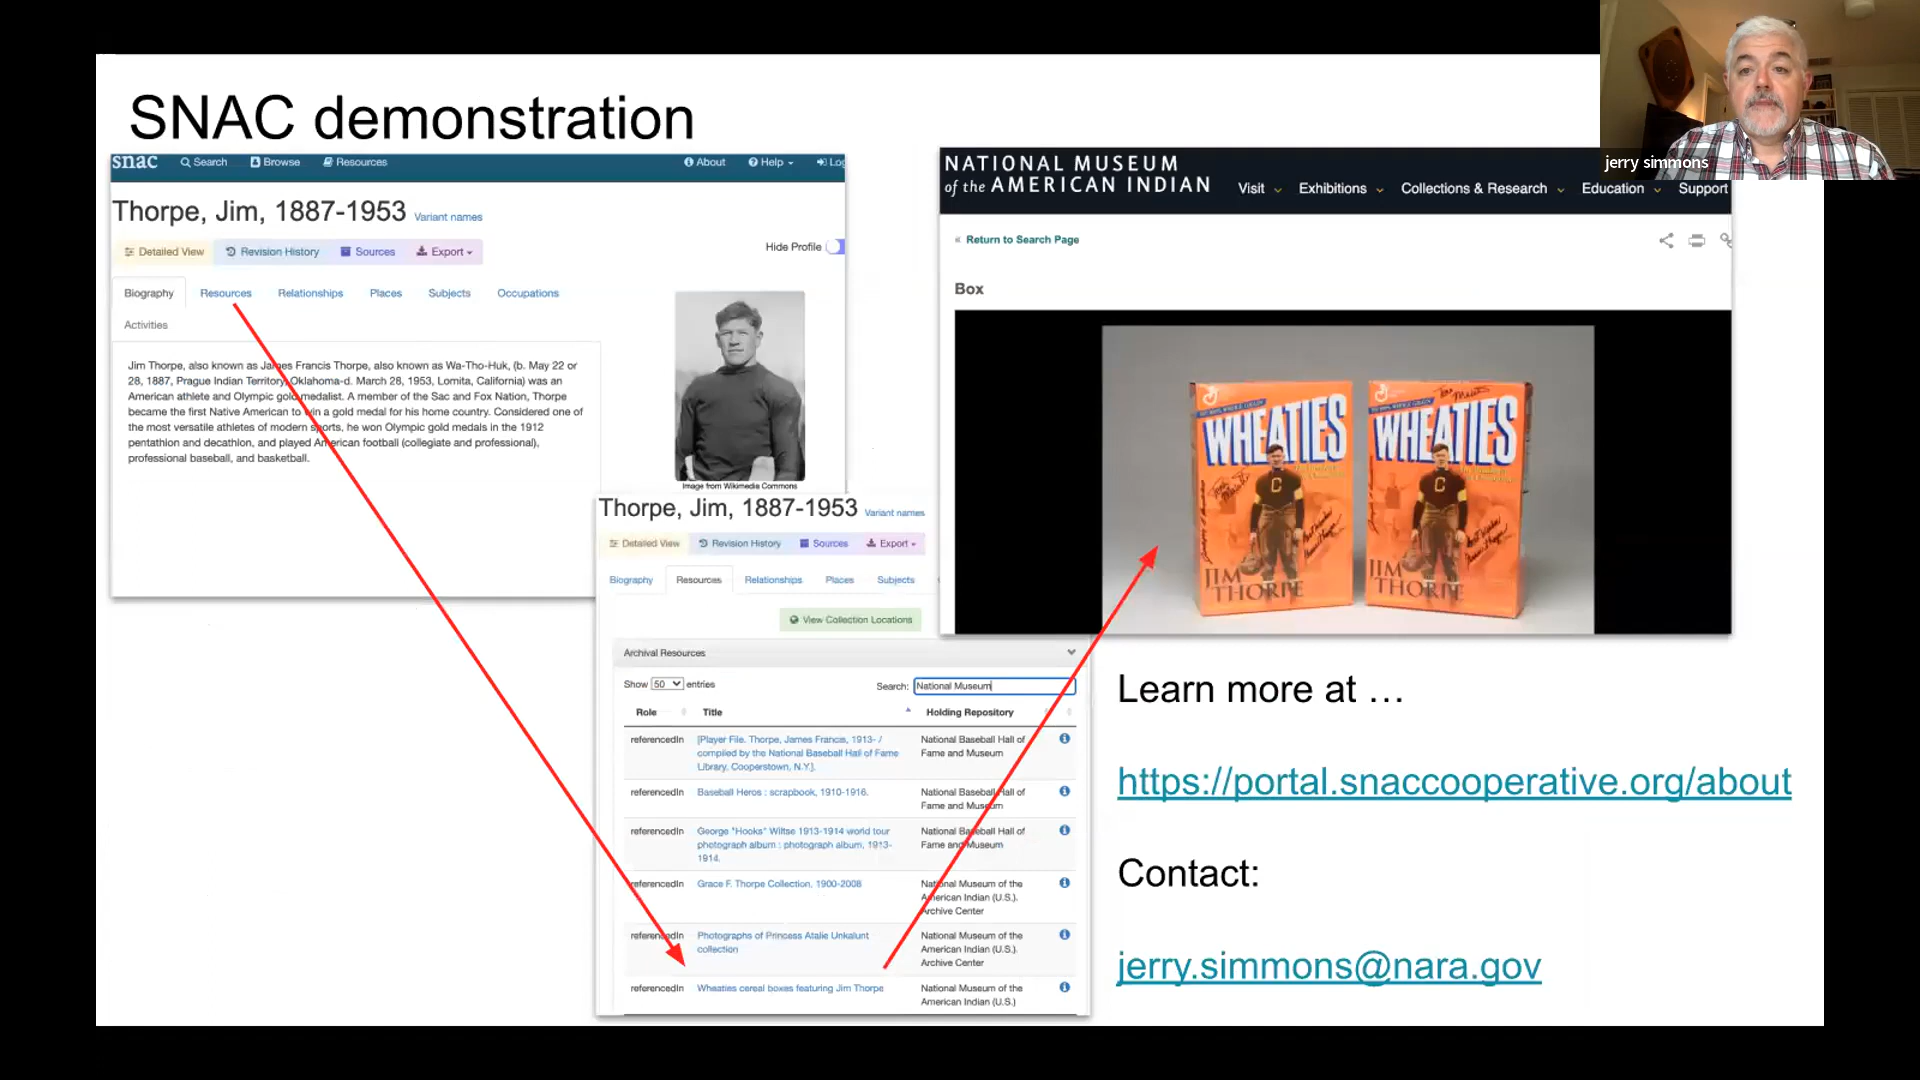 SNAC demonstration
snac Search Browse Resources About Help
Thorpe, Jim, 1887-1953 Variant names
Detailed View Revision History Sources Export
Hide Profile
Biography Resources Relationships Places Subjects Occupations
Activities
Jim Thorpe, also known as James Francis Thorpe, also known as Wa-Tho-Huk, (b. May 22 or
28, 1887, Prague Indian Territory, Oklahoma-d. March 28, 1953, Lomita, California) was an
American athlete and Olympic gold medalist. A member of the Sac and Fox Nation, Thorpe
became the first Native American to win a gold medal for his home country. Considered one of
the most versatile athletes of modern sports, he won Olympic gold medals in the 1912
pentathlon and decathlon, and played American football (collegiate and professional),
professional baseball, and basketball.
Image from Wikimedia Commons
Thorpe, Jim, 1887-1953 Variant names
Detailed View Revision History Sources Export
Biography Resources Relationships Places Subjects
View Collection Locations
Archival Resources
Show 50 entries Search: National Museum
Role Title Holding Repository
referencedIn [Player File. Thorpe, James Francis, 1913- / National Baseball Hall of
compiled by the National Baseball Hall of Fame Fame and Museum
Library, Cooperstown, N.Y.].
referencedIn Baseball Heros : scrapbook, 1910-1916. National Baseball Hall of
Fame and Museum
referencedIn George "Hooks" Wiltse 1913-1914 world tour National Baseball Hall of
photograph album : photograph album, 1913- Fame and Museum
1914.
referencedIn Grace F. Thorpe Collection, 1900-2008 National Museum of the
American Indian (U.S.).
Archive Center
referencedIn Photographs of Princess Atalie Unkalunt National Museum of the
collection American Indian (U.S.).
Archive Center
referencedIn Wheaties cereal boxes featuring Jim Thorpe National Museum of the
American Indian (U.S.)
NATIONAL MUSEUM
of the AMERICAN INDIAN
Visit Exhibitions Collections & Research Education Support
« Return to Search Page
Box
WHEATIES
JIM
THORPE
WHEATIES
JIM
THORPE
jerry simmons
Learn more at …
https://portal.snaccooperative.org/about
Contact:
jerry.simmons@nara.gov